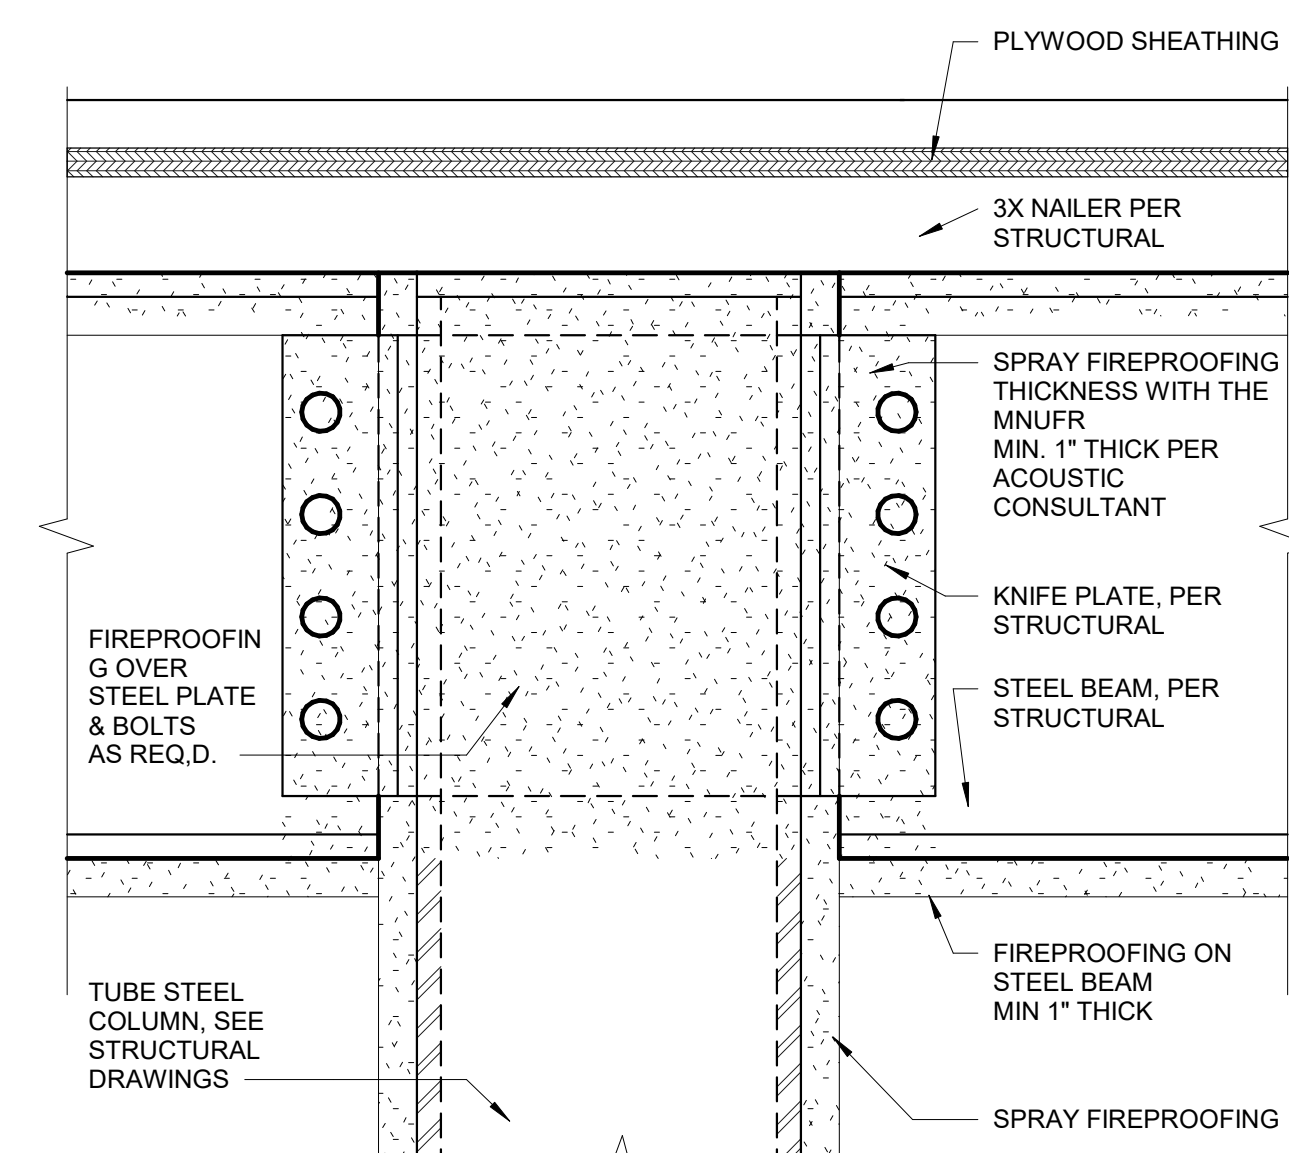 PLYWOOD SHEATHING
3X NAILER PER
STRUCTURAL
SPRAY FIREPROOFING
THICKNESS WITH THE
MNUFR
MIN. 1" THICK PER
ACOUSTIC
CONSULTANT
KNIFE PLATE, PER
STRUCTURAL
FIREPROOFIN
G OVER
STEEL PLATE
& BOLTS
AS REQ,D.
STEEL BEAM, PER
STRUCTURAL
FIREPROOFING ON
STEEL BEAM
MIN 1" THICK
TUBE STEEL
COLUMN, SEE
STRUCTURAL
DRAWINGS
SPRAY FIREPROOFING